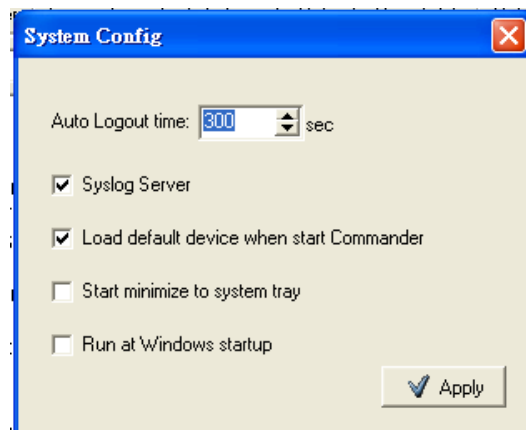 System Config
Auto Logout time: 300 sec
Syslog Server
Load default device when start Commander
Start minimize to system tray
Run at Windows startup
Apply